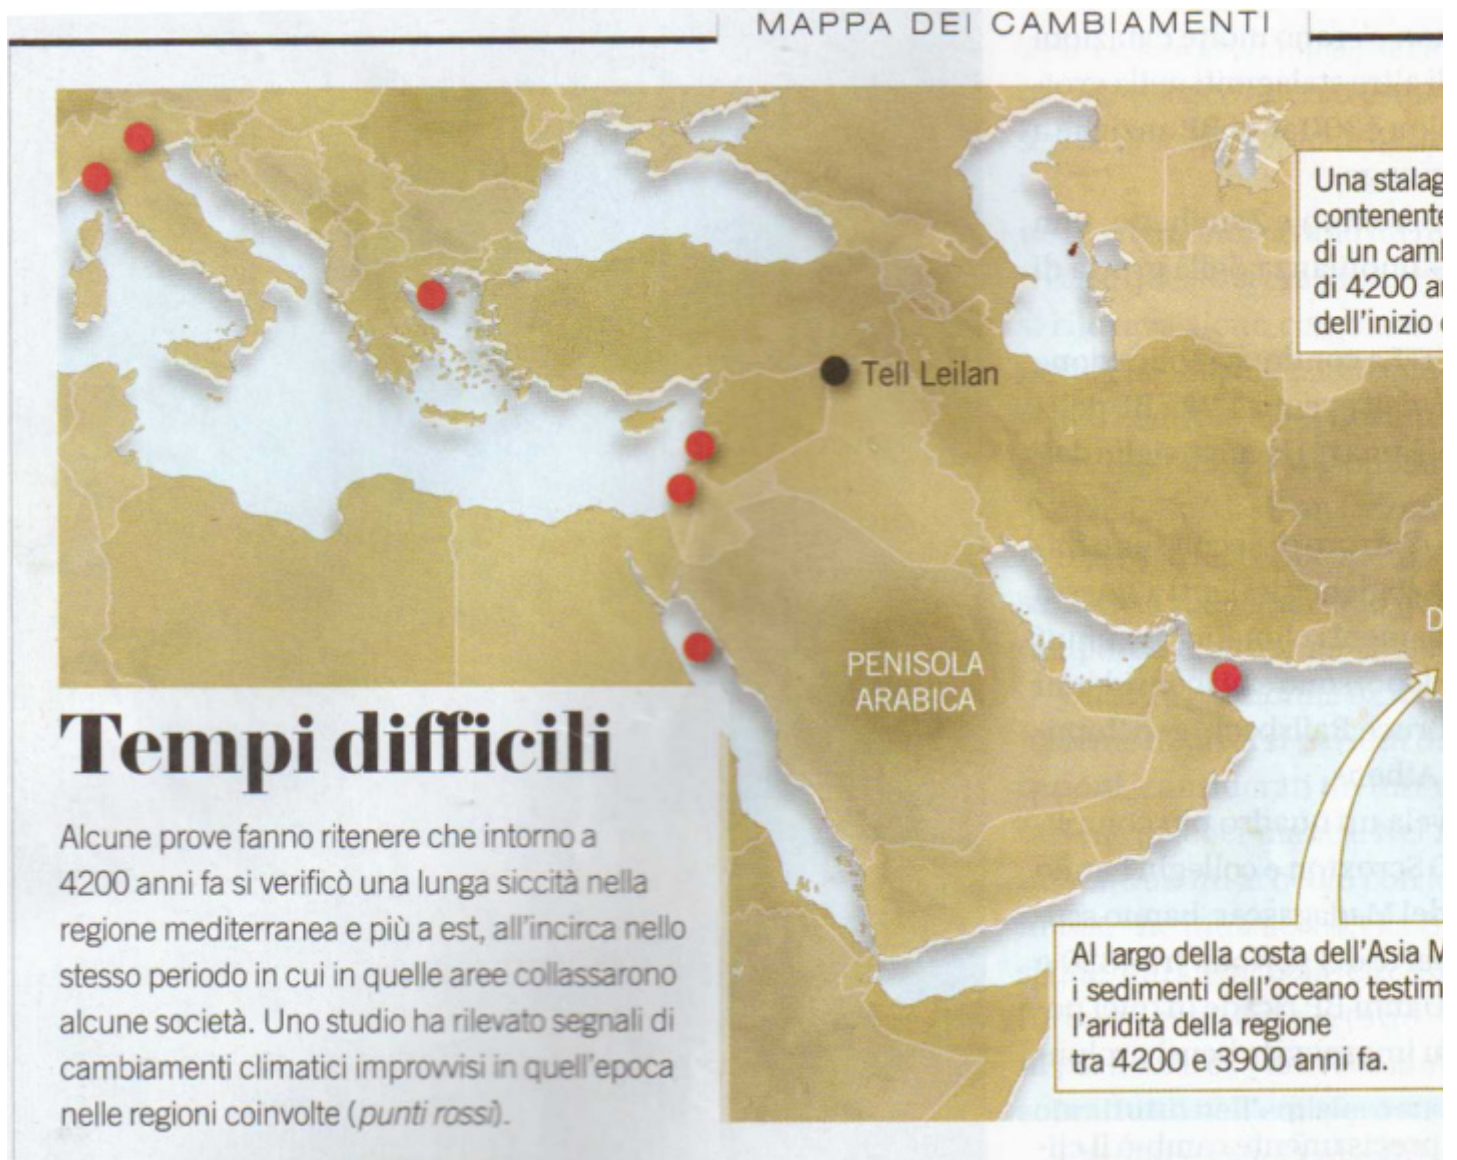 MAPPA DEI CAMBIAMENTI
Una stalag
contenente
di un cam
di 4200 a
dell'inizio
Tell Leilan
PENISOLA
ARABICA
D
Tempi difficili
Alcune prove fanno ritenere che intorno a
4200 anni fa si verificò una lunga siccità nella
regione mediterranea e più a est, all'incirca nello
stesso periodo in cui in quelle aree collassarono
alcune società. Uno studio ha rilevato segnali di
cambiamenti climatici improvvisi in quell'epoca
nelle regioni coinvolte (punti rossi).
Al largo della costa dell'Asia M
i sedimenti dell'oceano testim
l'aridità della regione
tra 4200 e 3900 anni fa.